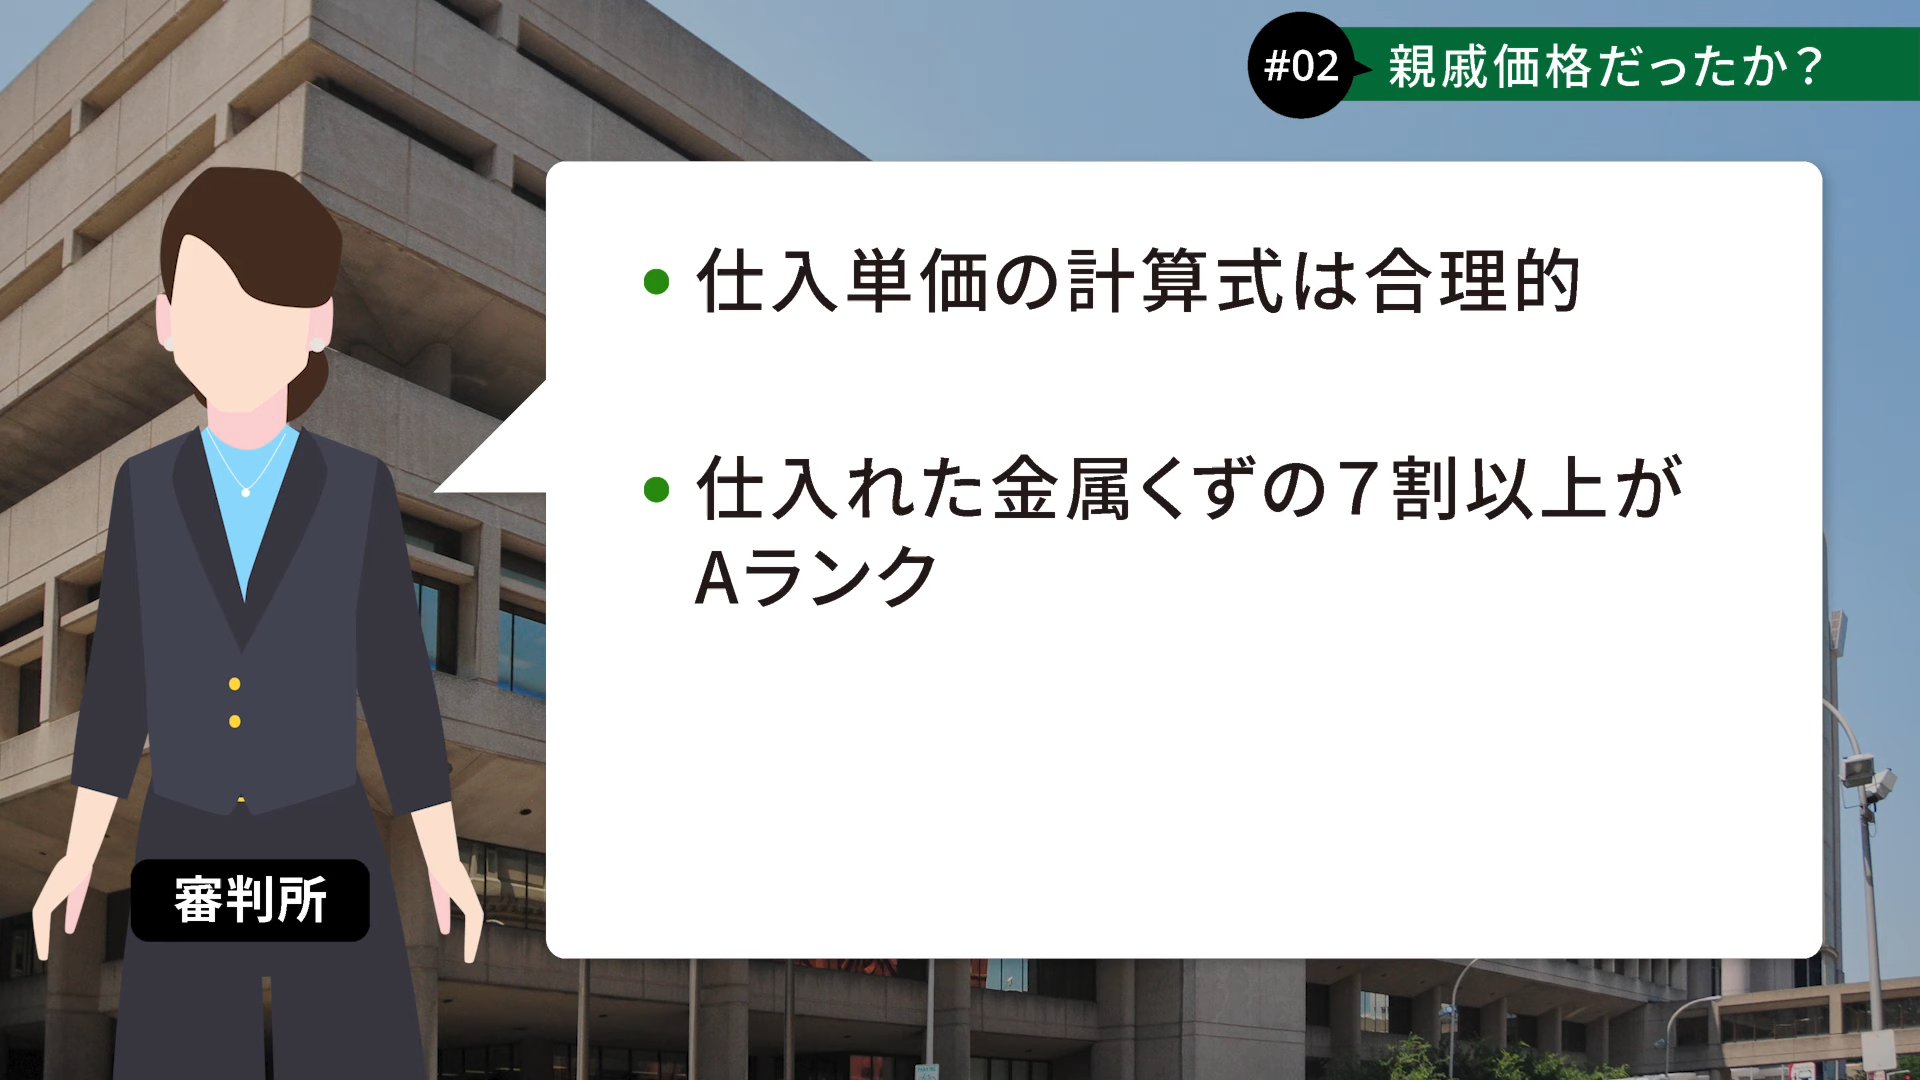 #02
親戚価格だったか？
仕入単価の計算式は合理的
仕入れた金属くずの７割以上が
Aランク
審判所